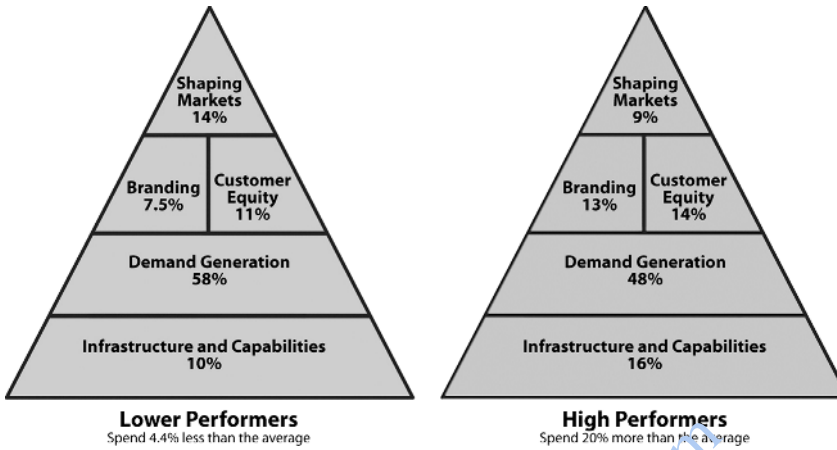 Shaping
Markets
14%
Branding
7.5%
Customer
Equity
11%
Demand Generation
58%
Infrastructure and Capabilities
10%
Lower Performers
Spend 4.4% less than the average
Shaping
Markets
9%
Branding
13%
Customer
Equity
14%
Demand Generation
48%
Infrastructure and Capabilities
16%
High Performers
Spend 20% more than the average